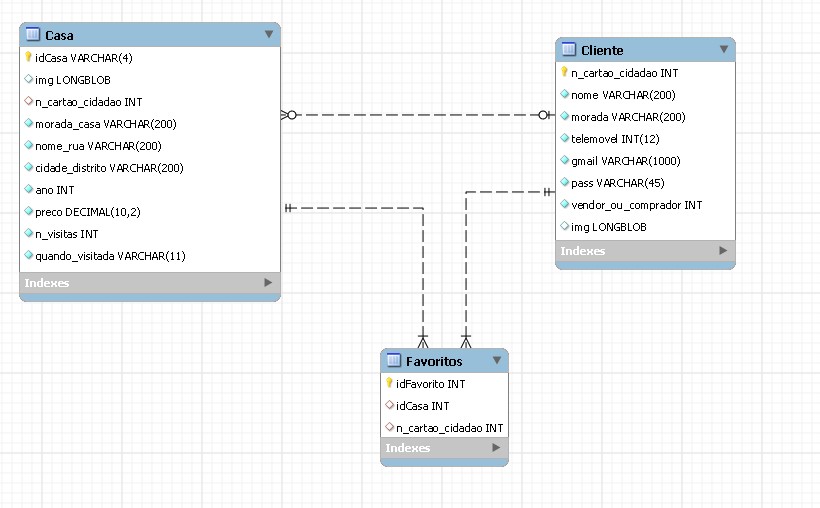 Casa
idCasa VARCHAR(4)
img LONGBLOB
n_cartao_cidadao INT
morada_casa VARCHAR(200)
nome_rua VARCHAR(200)
cidade_distrito VARCHAR(200)
ano INT
preco DECIMAL(10,2)
n_visitas INT
quando_visitada VARCHAR(11)
Indexes
Cliente
n_cartao_cidadao INT
nome VARCHAR(200)
morada VARCHAR(200)
telemovel INT(12)
gmail VARCHAR(1000)
pass VARCHAR(45)
vendor_ou_comprador INT
img LONGBLOB
Indexes
Favoritos
idFavorito INT
idCasa INT
n_cartao_cidadao INT
Indexes